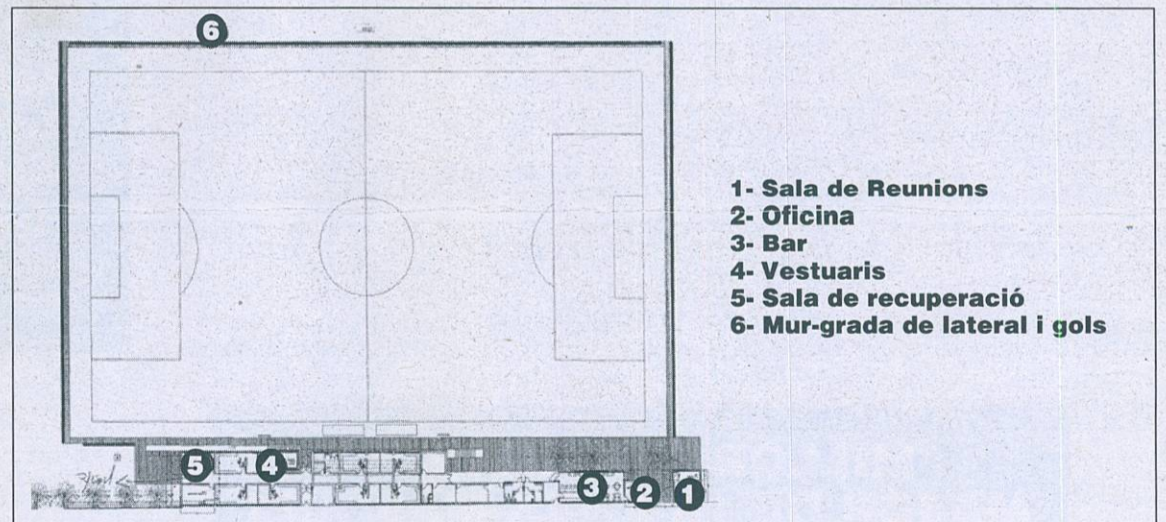 6
1- Sala de Reunions
2- Oficina
3- Bar
4- Vestuaris
5- Sala de recuperació
6- Mur-grada de lateral i gols
5
4
3
2
1